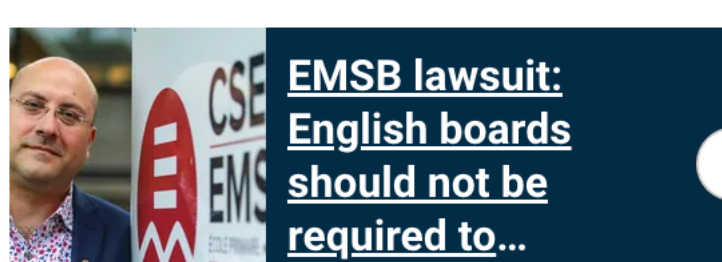 CSE
EMS
EMSB lawsuit:
English boards
should not be
required to...